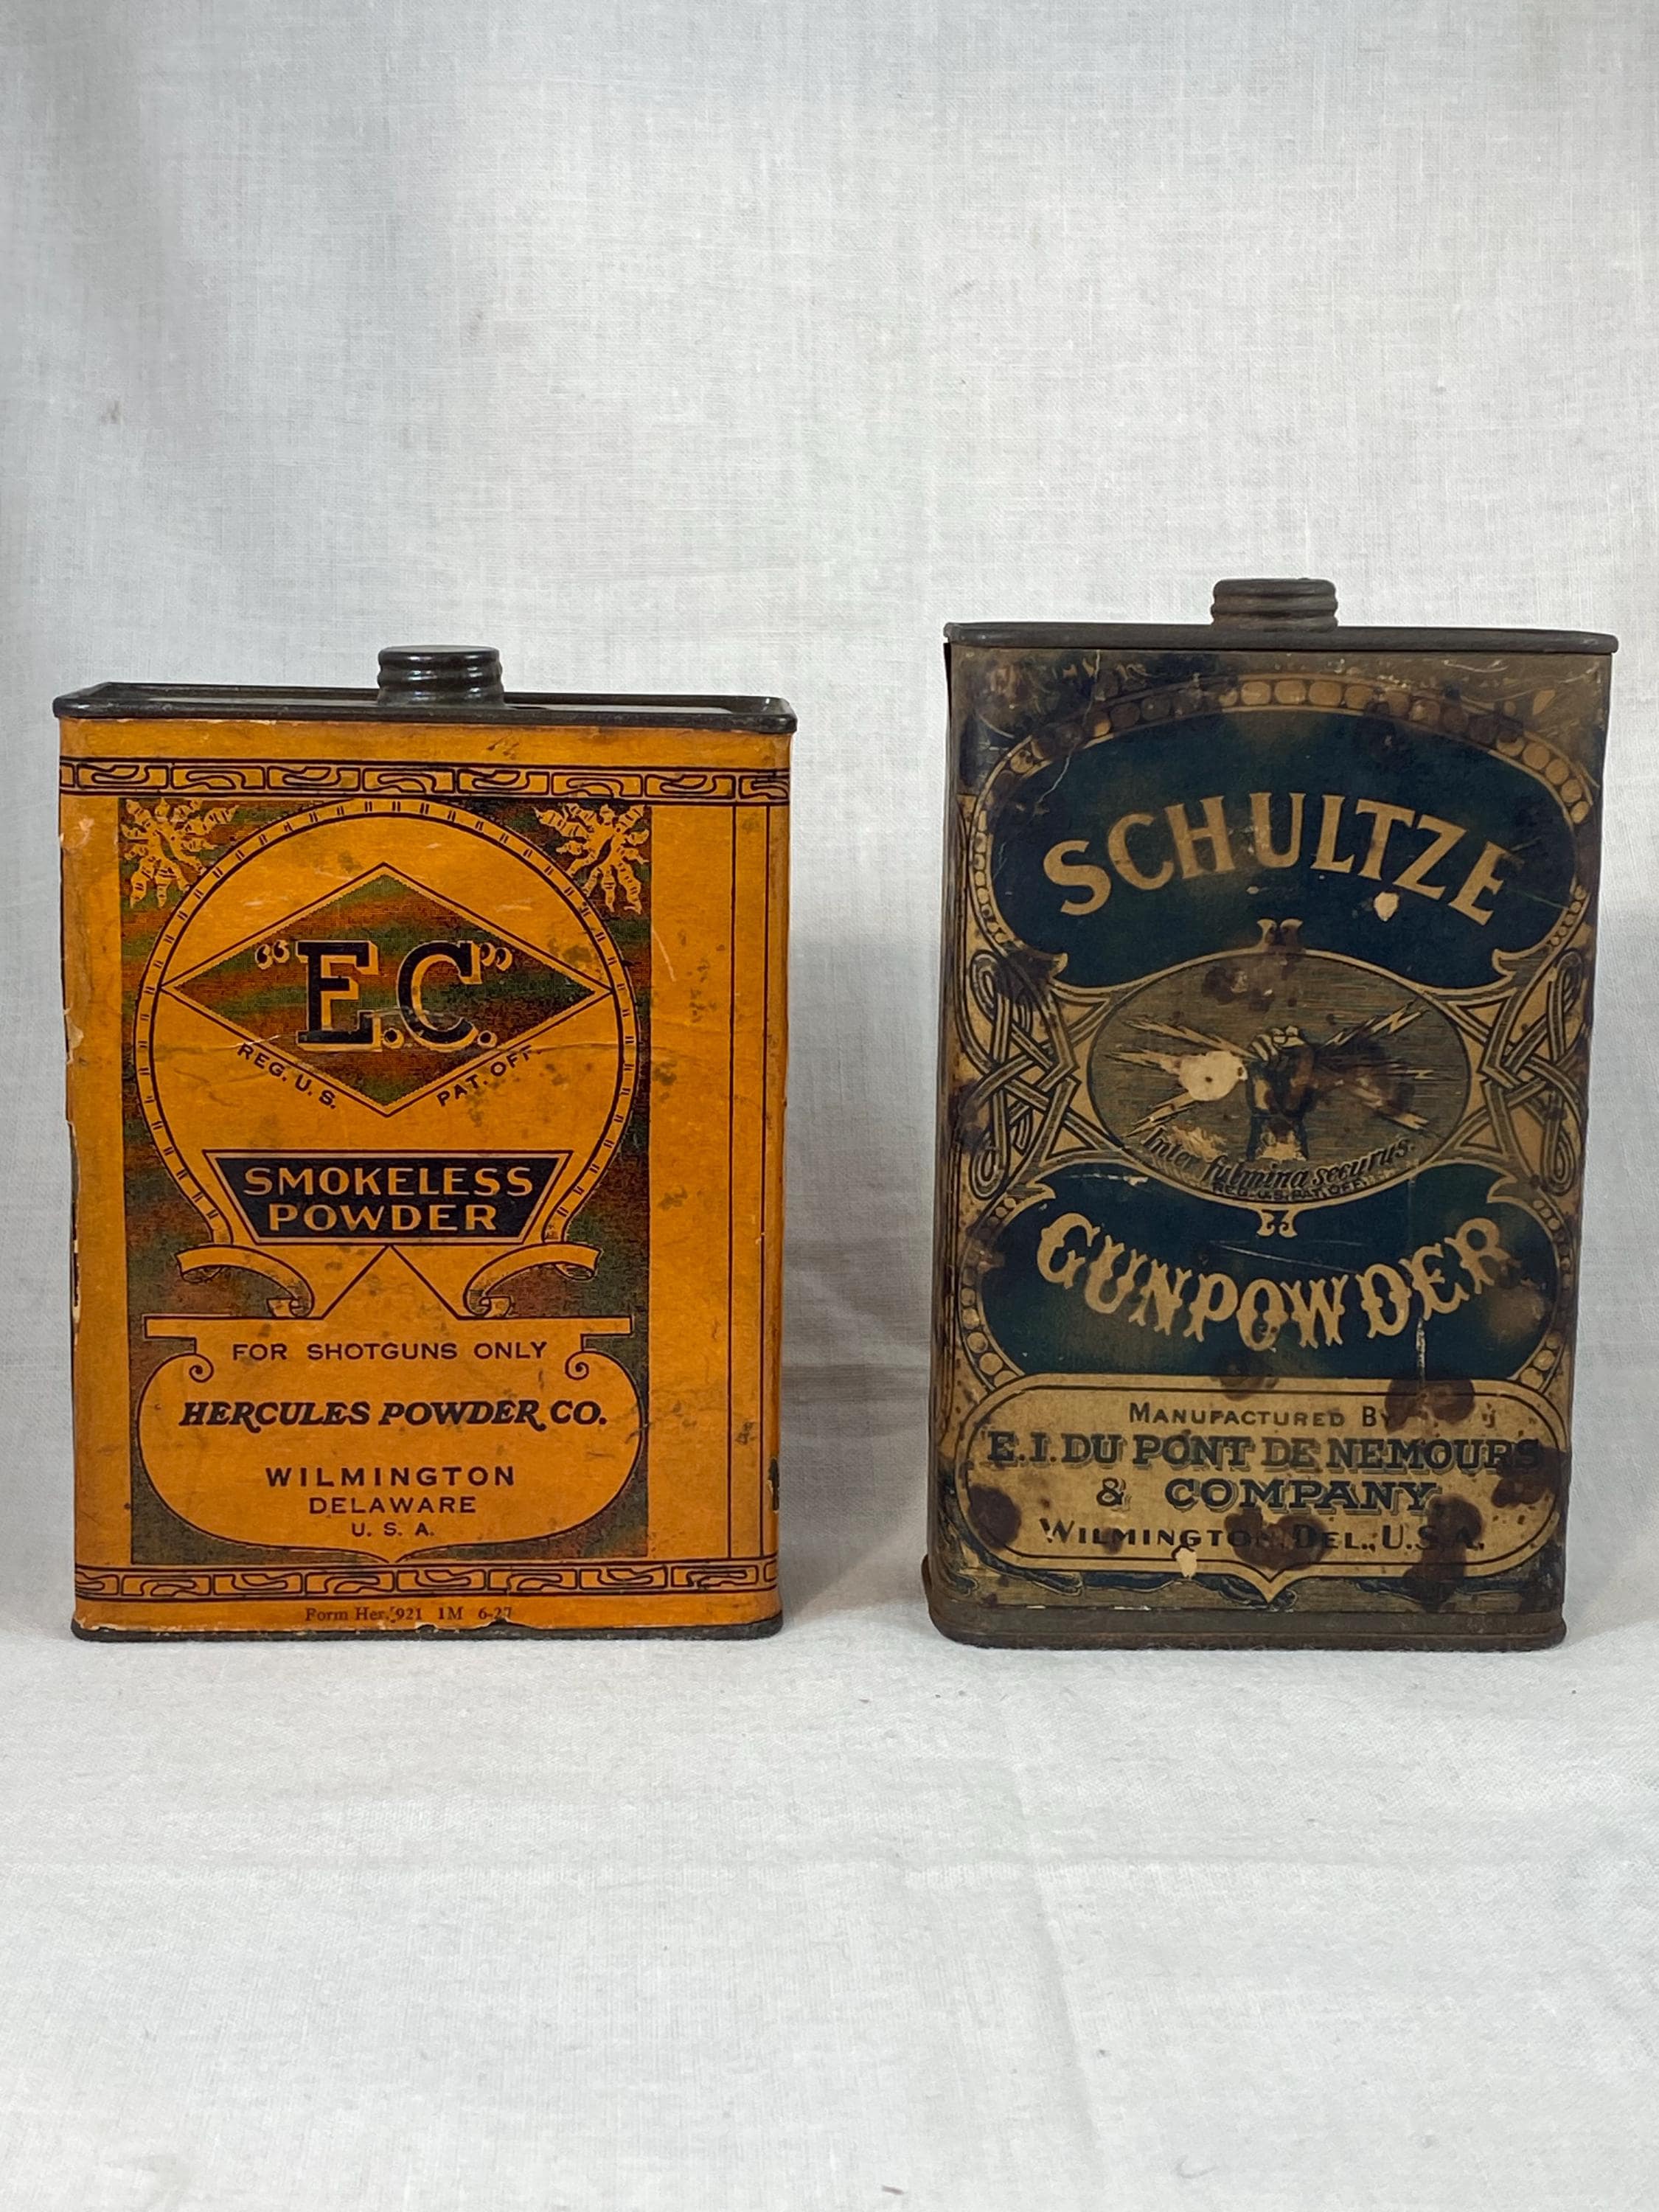 "E.C."
REG. U. S. PAT. OFF.
SMOKELESS
POWDER
FOR SHOTGUNS ONLY
HERCULES POWDER CO.
WILMINGTON
DELAWARE
U. S. A.
Form Her. 921 1M 6-27
SCHULTZE
Inter fulmina securus.
REG. U.S. PAT. OFF.
GUNPOWDER
MANUFACTURED BY
E. I. DU PONT DE NEMOURS
& COMPANY
WILMINGTON DEL., U.S.A.